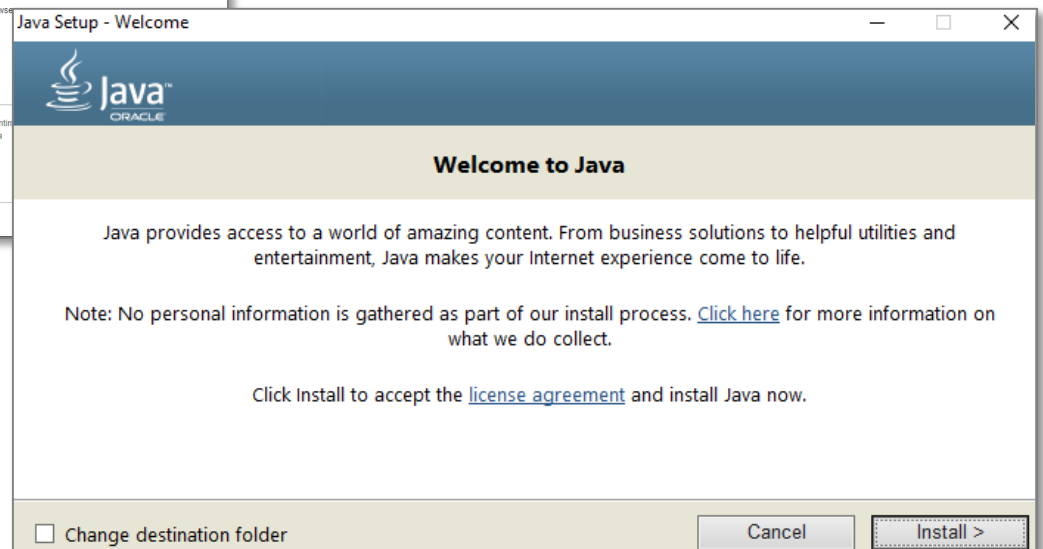 Java Setup - Welcome
Java™
ORACLE
Welcome to Java
Java provides access to a world of amazing content. From business solutions to helpful utilities and
entertainment, Java makes your Internet experience come to life.
Note: No personal information is gathered as part of our install process. Click here for more information on
what we do collect.
Click Install to accept the license agreement and install Java now.
Change destination folder
Cancel
Install >